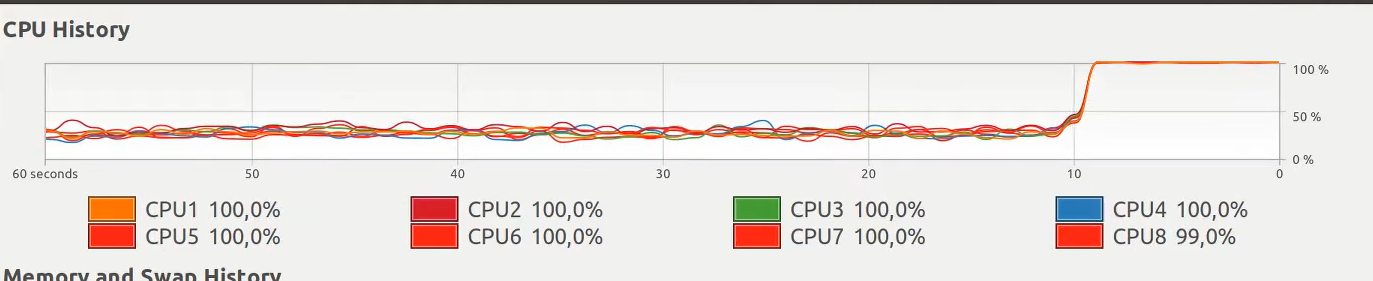 CPU History
100 %
50 %
0 %
60 seconds 50 40 30 20 10 0
CPU1 100,0% CPU2 100,0% CPU3 100,0% CPU4 100,0%
CPU5 100,0% CPU6 100,0% CPU7 100,0% CPU8 99,0%
Memory and Swap History